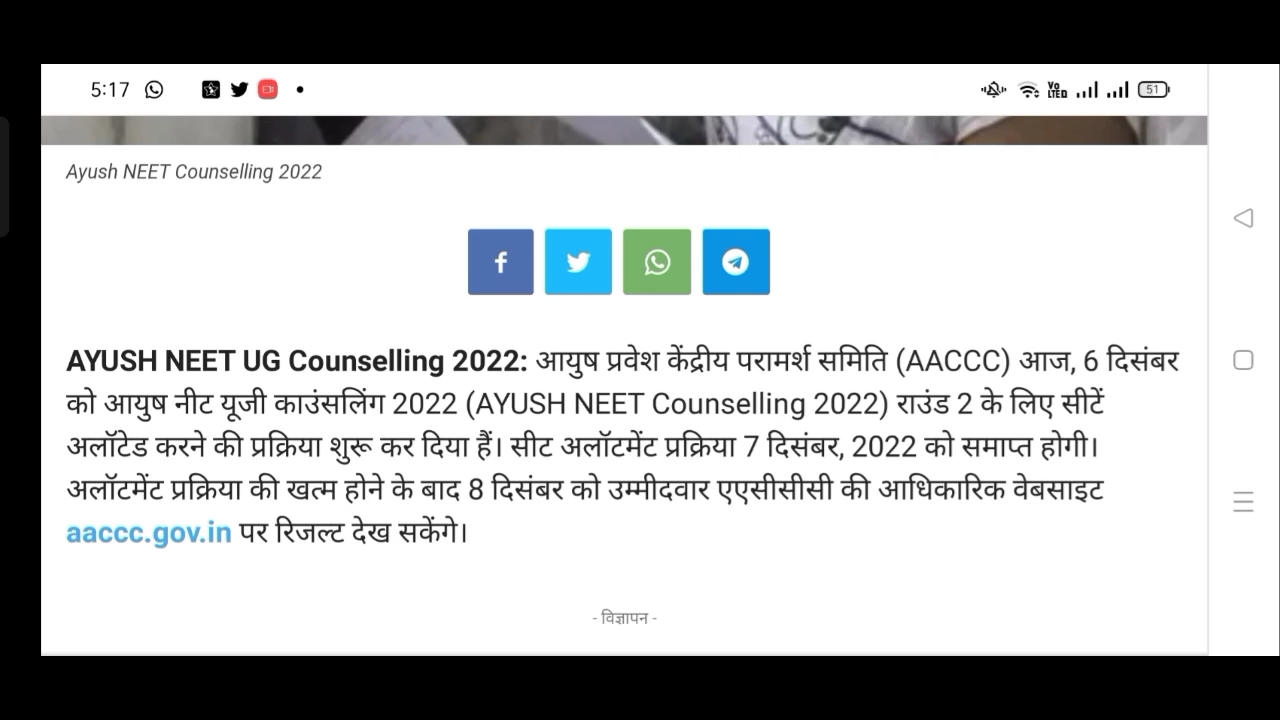 5:17
VO LTED
51
Ayush NEET Counselling 2022
AYUSH NEET UG Counselling 2022: आयुष प्रवेश केंद्रीय परामर्श समिति (AACCC) आज, 6 दिसंबर
को आयुष नीट यूजी काउंसलिंग 2022 (AYUSH NEET Counselling 2022) राउंड 2 के लिए सीटें
अलॉटेड करने की प्रक्रिया शुरू कर दिया हैं। सीट अलॉटमेंट प्रक्रिया 7 दिसंबर, 2022 को समाप्त होगी।
अलॉटमेंट प्रक्रिया की खत्म होने के बाद 8 दिसंबर को उम्मीदवार एएसीसीसी की आधिकारिक वेबसाइट
aaccc.gov.in पर रिजल्ट देख सकेंगे।
- विज्ञापन -